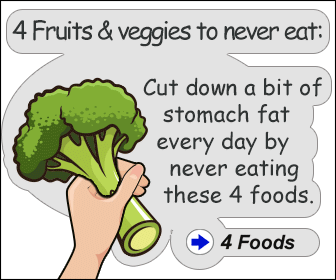 4 Fruits & veggies to never eat:
Cut down a bit of
stomach fat
every day by
never eating
these 4 foods.
4 Foods